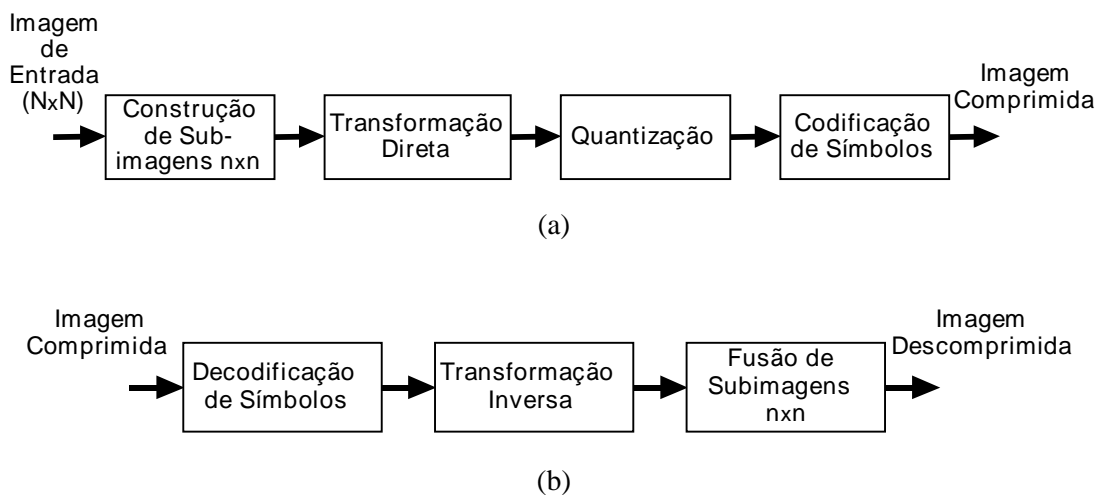 Imagem
de
Entrada
(NxN)
Construção
de Sub-
imagens nxn
Transformação
Direta
Quantização
Codificação
de Símbolos
Imagem
Comprimida
(a)
Imagem
Comprimida
Decodificação
de Símbolos
Transformação
Inversa
Fusão de
Subimagens
nxn
Imagem
Descomprimida
(b)